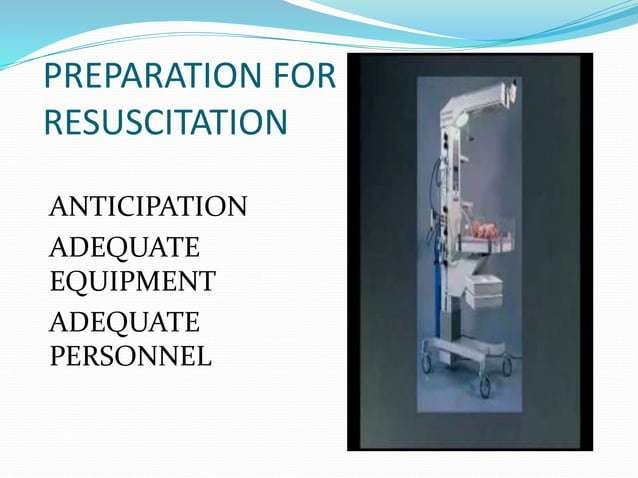 PREPARATION FOR
RESUSCITATION
ANTICIPATION
ADEQUATE
EQUIPMENT
ADEQUATE
PERSONNEL